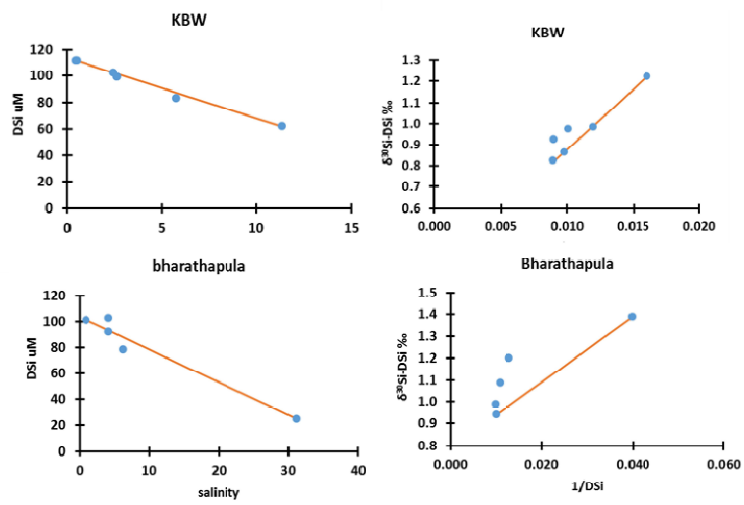 KBW
DSi uM
120
100
80
60
40
20
0
0 5 10 15
KBW
δ³⁰Si-DSi ‰
1.3
1.2
1.1
1.0
0.9
0.8
0.7
0.6
0.000 0.005 0.010 0.015 0.020
bharathapula
DSi uM
120
100
80
60
40
20
0
0 10 20 30 40
salinity
Bharathapula
δ³⁰Si-DSi ‰
1.5
1.4
1.3
1.2
1.1
1.0
0.9
0.8
0.000 0.020 0.040 0.060
1/DSi